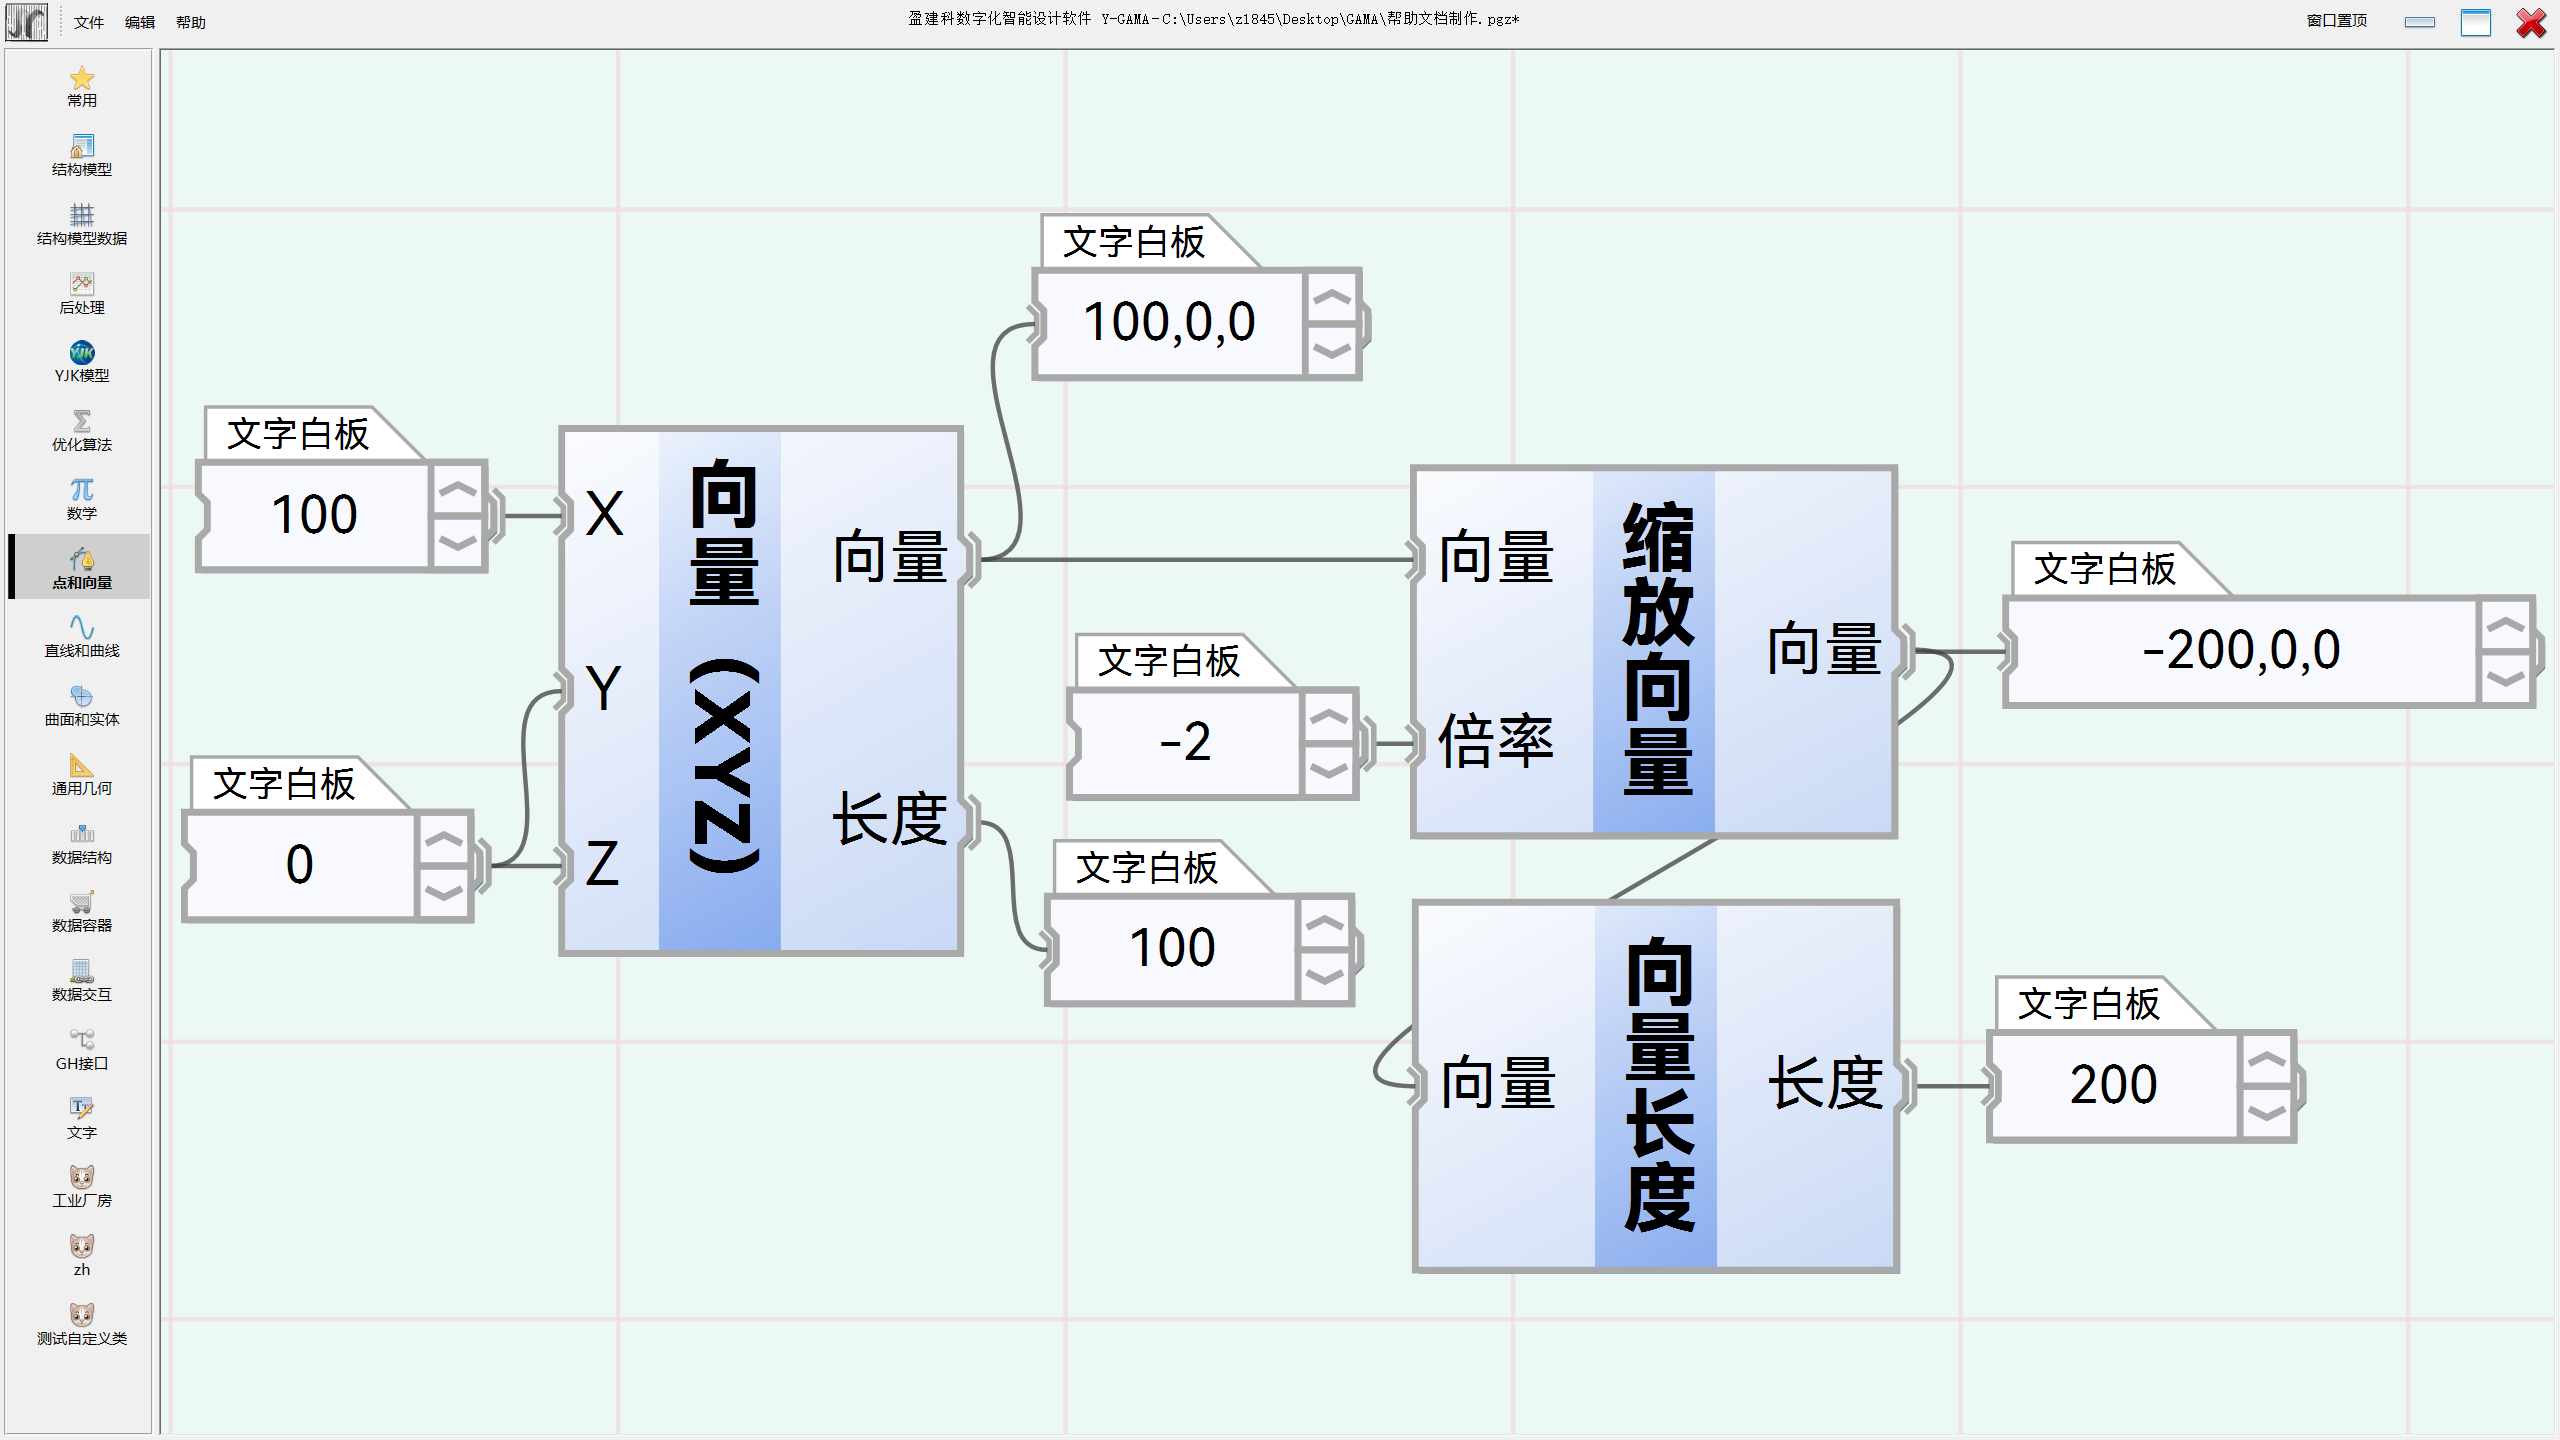 文件 编辑 帮助
盈建科数字化智能设计软件 Y-GAMA-C:\Users\z1845\Desktop\GAMA\帮助文档制作.pgz*
窗口置顶
常用
结构模型
结构模型数据
后处理
YJK模型
优化算法
数学
点和向量
直线和曲线
曲面和实体
通用几何
数据结构
数据容器
数据交互
GH接口
文字
工业厂房
zh
测试自定义类
文字白板
100
文字白板
0
X
Y
Z
向量（XYZ）
向量
长度
文字白板
100,0,0
文字白板
-2
文字白板
100
向量
倍率
缩放向量
向量
文字白板
-200,0,0
向量
向量长度
长度
文字白板
200